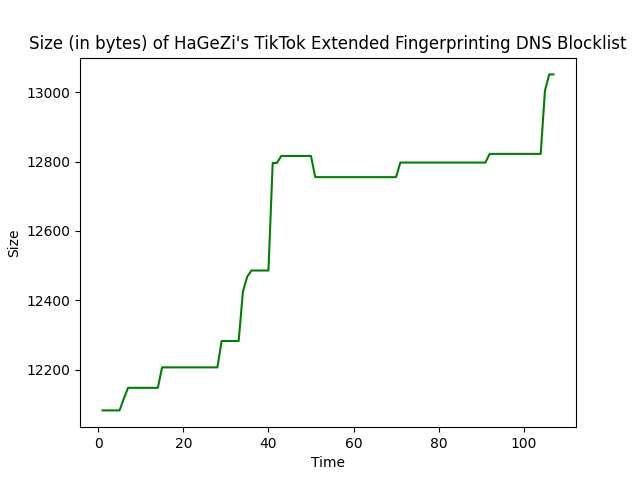 Size (in bytes) of HaGeZi's TikTok Extended Fingerprinting DNS Blocklist
13000
12800
12600
12400
12200
Size
0 20 40 60 80 100
Time